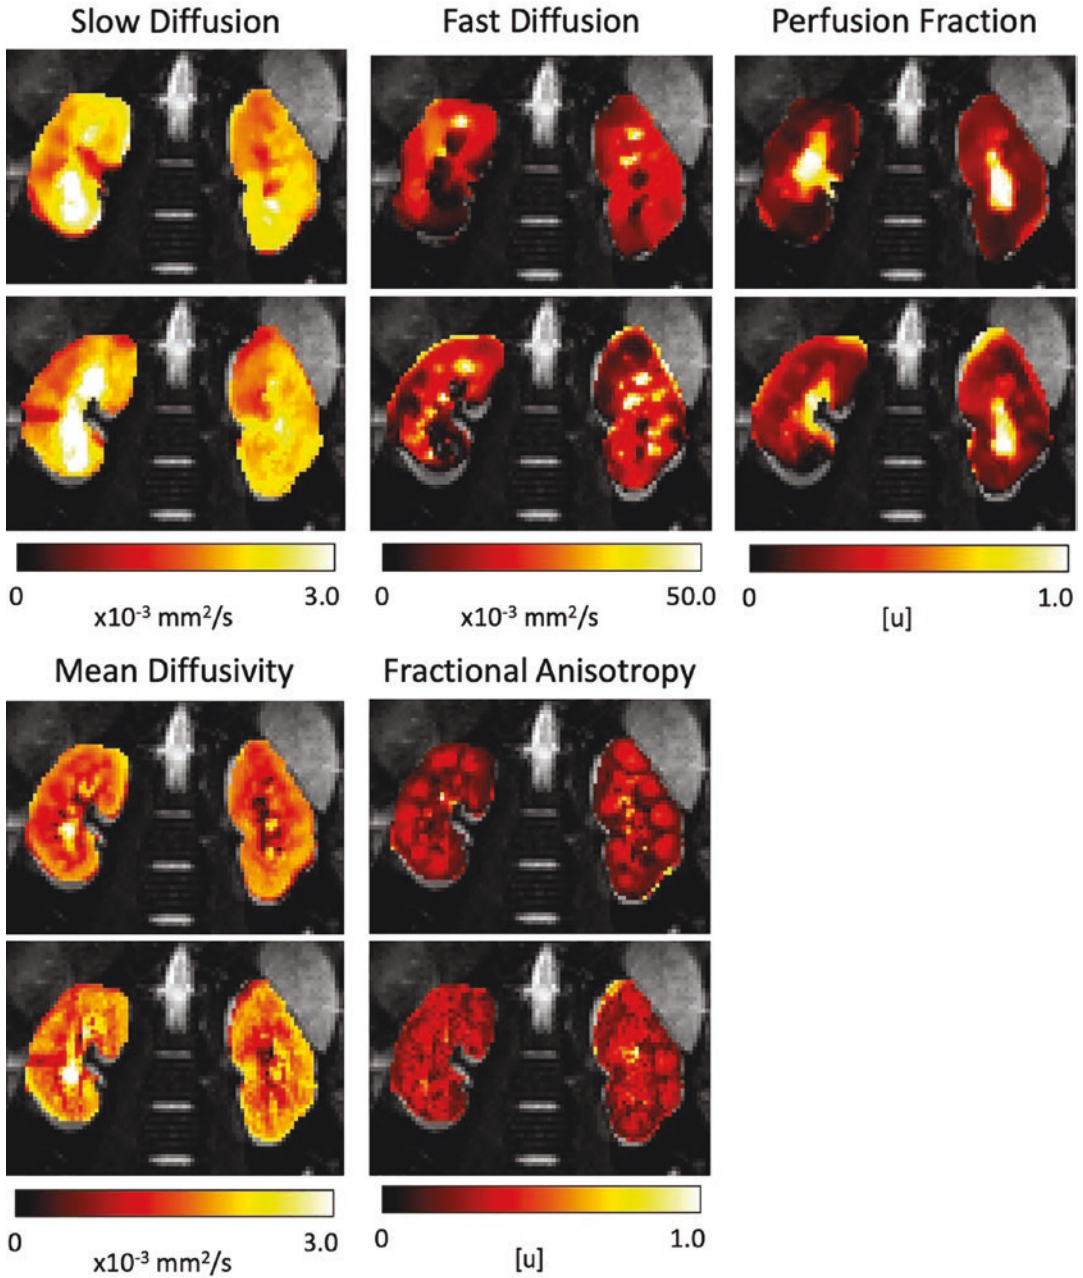 Slow Diffusion
Fast Diffusion
Perfusion Fraction
0 3.0
x10⁻³ mm²/s
0 50.0
x10⁻³ mm²/s
0 1.0
[u]
Mean Diffusivity
Fractional Anisotropy
0 3.0
x10⁻³ mm²/s
0 1.0
[u]